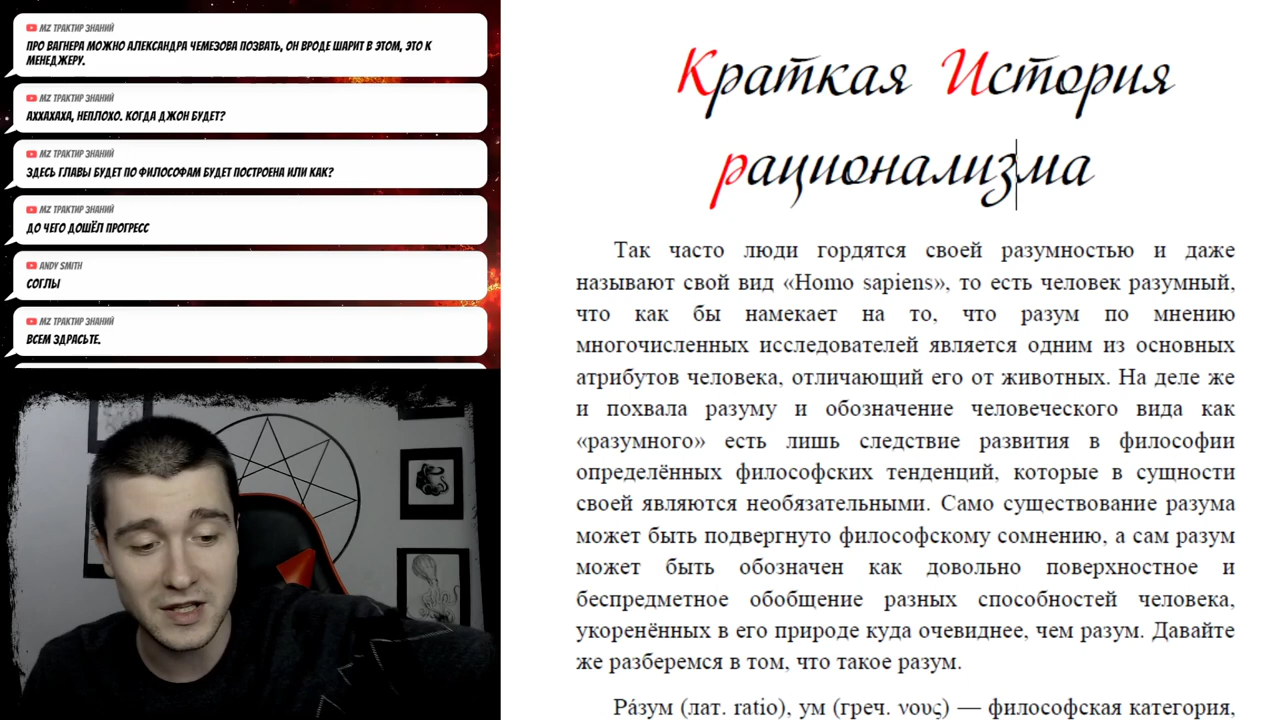 MZ ТРАКТИР ЗНАНИЙ
ПРО ВАГНЕРА МОЖНО АЛЕКСАНДРА ЧЕМЕЗОВА ПОЗВАТЬ, ОН ВРОДЕ ШАРИТ В ЭТОМ, ЭТО К
МЕНЕДЖЕРУ.
MZ ТРАКТИР ЗНАНИЙ
АХХАХАХА, НЕПЛОХО. КОГДА ДЖОН БУДЕТ?
MZ ТРАКТИР ЗНАНИЙ
ЗДЕСЬ ГЛАВЫ БУДЕТ ПО ФИЛОСОФАМ БУДЕТ ПОСТРОЕНА ИЛИ КАК?
MZ ТРАКТИР ЗНАНИЙ
ДО ЧЕГО ДОШЁЛ ПРОГРЕСС
ANDY SMITH
СОГЛЫ
MZ ТРАКТИР ЗНАНИЙ
ВСЕМ ЗДРАСЬТЕ.
Краткая История
рационализма
Так часто люди гордятся своей разумностью и даже
называют свой вид «Homo sapiens», то есть человек разумный,
что как бы намекает на то, что разум по мнению
многочисленных исследователей является одним из основных
атрибутов человека, отличающий его от животных. На деле же
и похвала разуму и обозначение человеческого вида как
«разумного» есть лишь следствие развития в философии
определённых философских тенденций, которые в сущности
своей являются необязательными. Само существование разума
может быть подвергнуто философскому сомнению, а сам разум
может быть обозначен как довольно поверхностное и
беспредметное обобщение разных способностей человека,
укоренённых в его природе куда очевиднее, чем разум. Давайте
же разберемся в том, что такое разум.
Ра́зум (лат. ratio), ум (греч. νους) — философская категория,